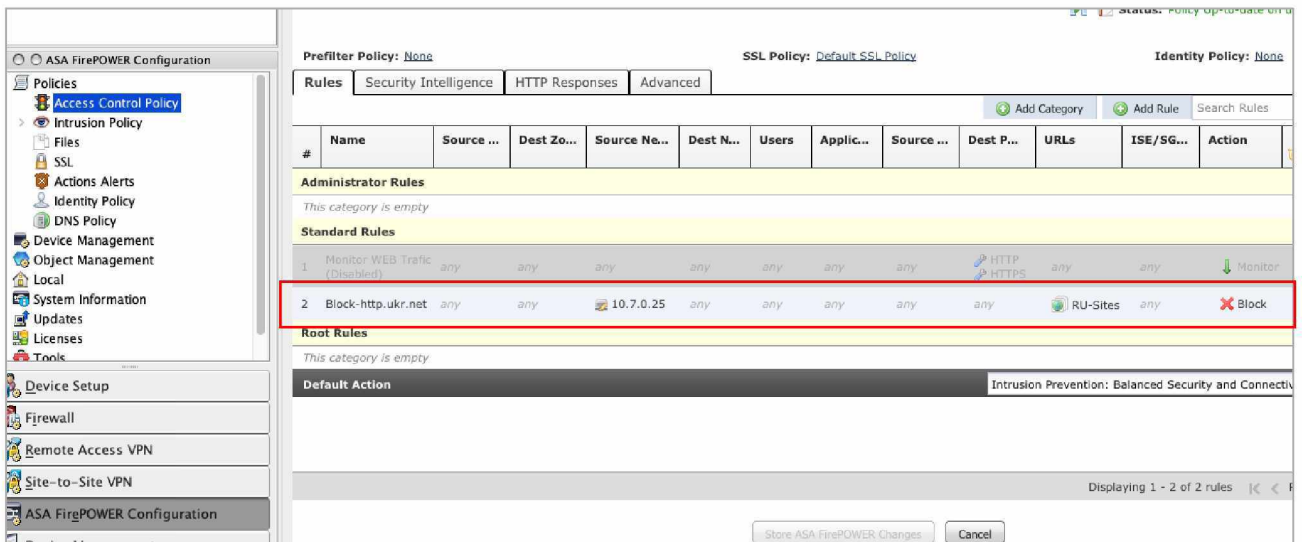 Status: Policy up-to-date on
ASA FirePOWER Configuration
Policies
Access Control Policy
Intrusion Policy
Files
SSL
Actions Alerts
Identity Policy
DNS Policy
Device Management
Object Management
Local
System Information
Updates
Licenses
Tools
Device Setup
Firewall
Remote Access VPN
Site-to-Site VPN
ASA FirePOWER Configuration
Prefilter Policy: None SSL Policy: Default SSL Policy Identity Policy: None
Rules Security Intelligence HTTP Responses Advanced
Add Category Add Rule Search Rules
# Name Source ... Dest Zo... Source Ne... Dest N... Users Applic... Source ... Dest P... URLs ISE/SG... Action
Administrator Rules
This category is empty
Standard Rules
1 Monitor WEB Trafic (Disabled) any any any any any any any HTTP HTTPS any any Monitor
2 Block-http.ukr.net any any 10.7.0.25 any any any any any RU-Sites any Block
Root Rules
This category is empty
Default Action Intrusion Prevention: Balanced Security and Connectiv
Displaying 1 - 2 of 2 rules
Store ASA FirePOWER Changes Cancel